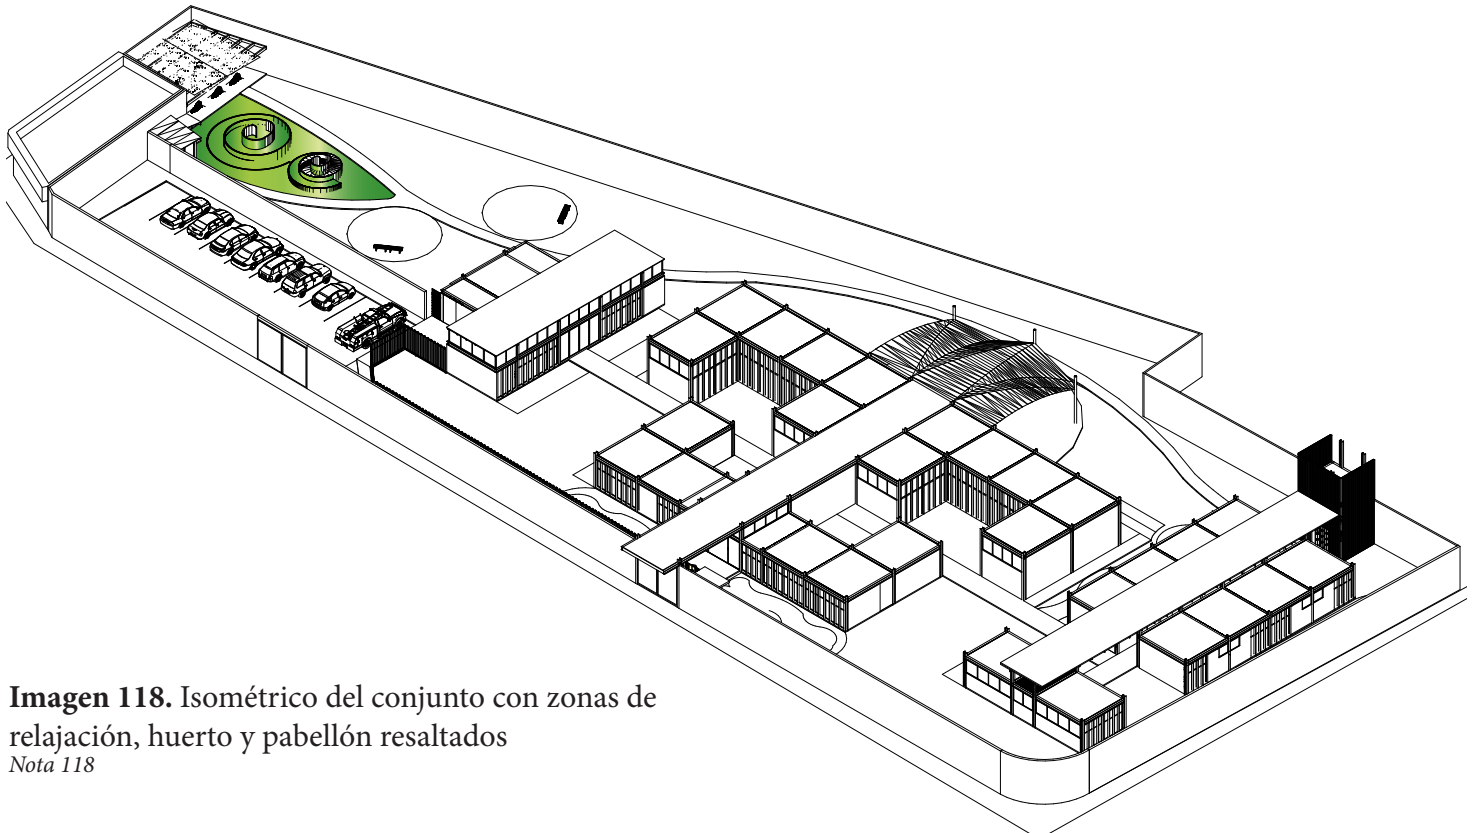 Imagen 118. Isométrico del conjunto con zonas de
relajación, huerto y pabellón resaltados
Nota 118